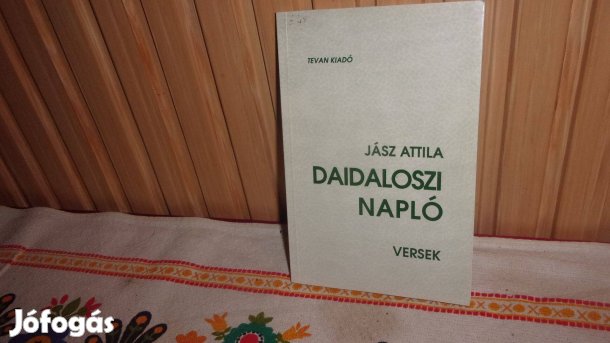 TEVAN KIADÓ
JÁSZ ATTILA
DAIDALOSZI
NAPLÓ
VERSEK
Jófogás